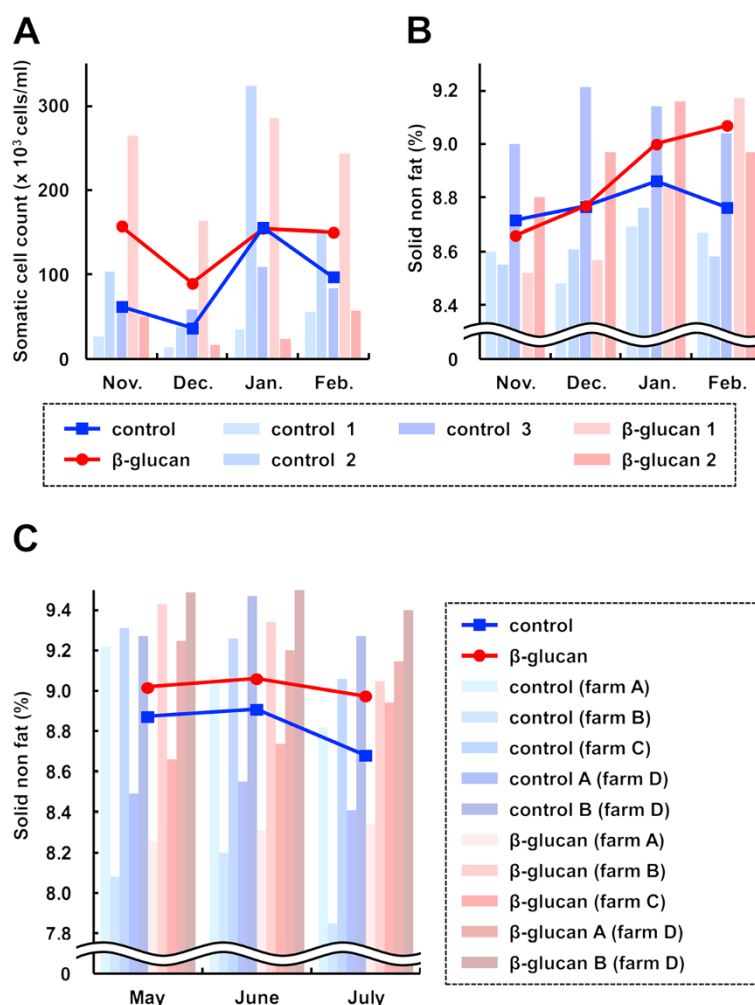 A
Somatic cell count (x 10³ cells/ml)
300
200
100
0
Nov. Dec. Jan. Feb.
B
Solid non fat (%)
9.2
9.0
8.8
8.6
8.4
0
Nov. Dec. Jan. Feb.
control control 1 control 3 β-glucan 1
β-glucan control 2 β-glucan 2
C
Solid non fat (%)
9.4
9.2
9.0
8.8
8.6
8.4
8.2
8.0
7.8
0
May June July
control
β-glucan
control (farm A)
control (farm B)
control (farm C)
control A (farm D)
control B (farm D)
β-glucan (farm A)
β-glucan (farm B)
β-glucan (farm C)
β-glucan A (farm D)
β-glucan B (farm D)